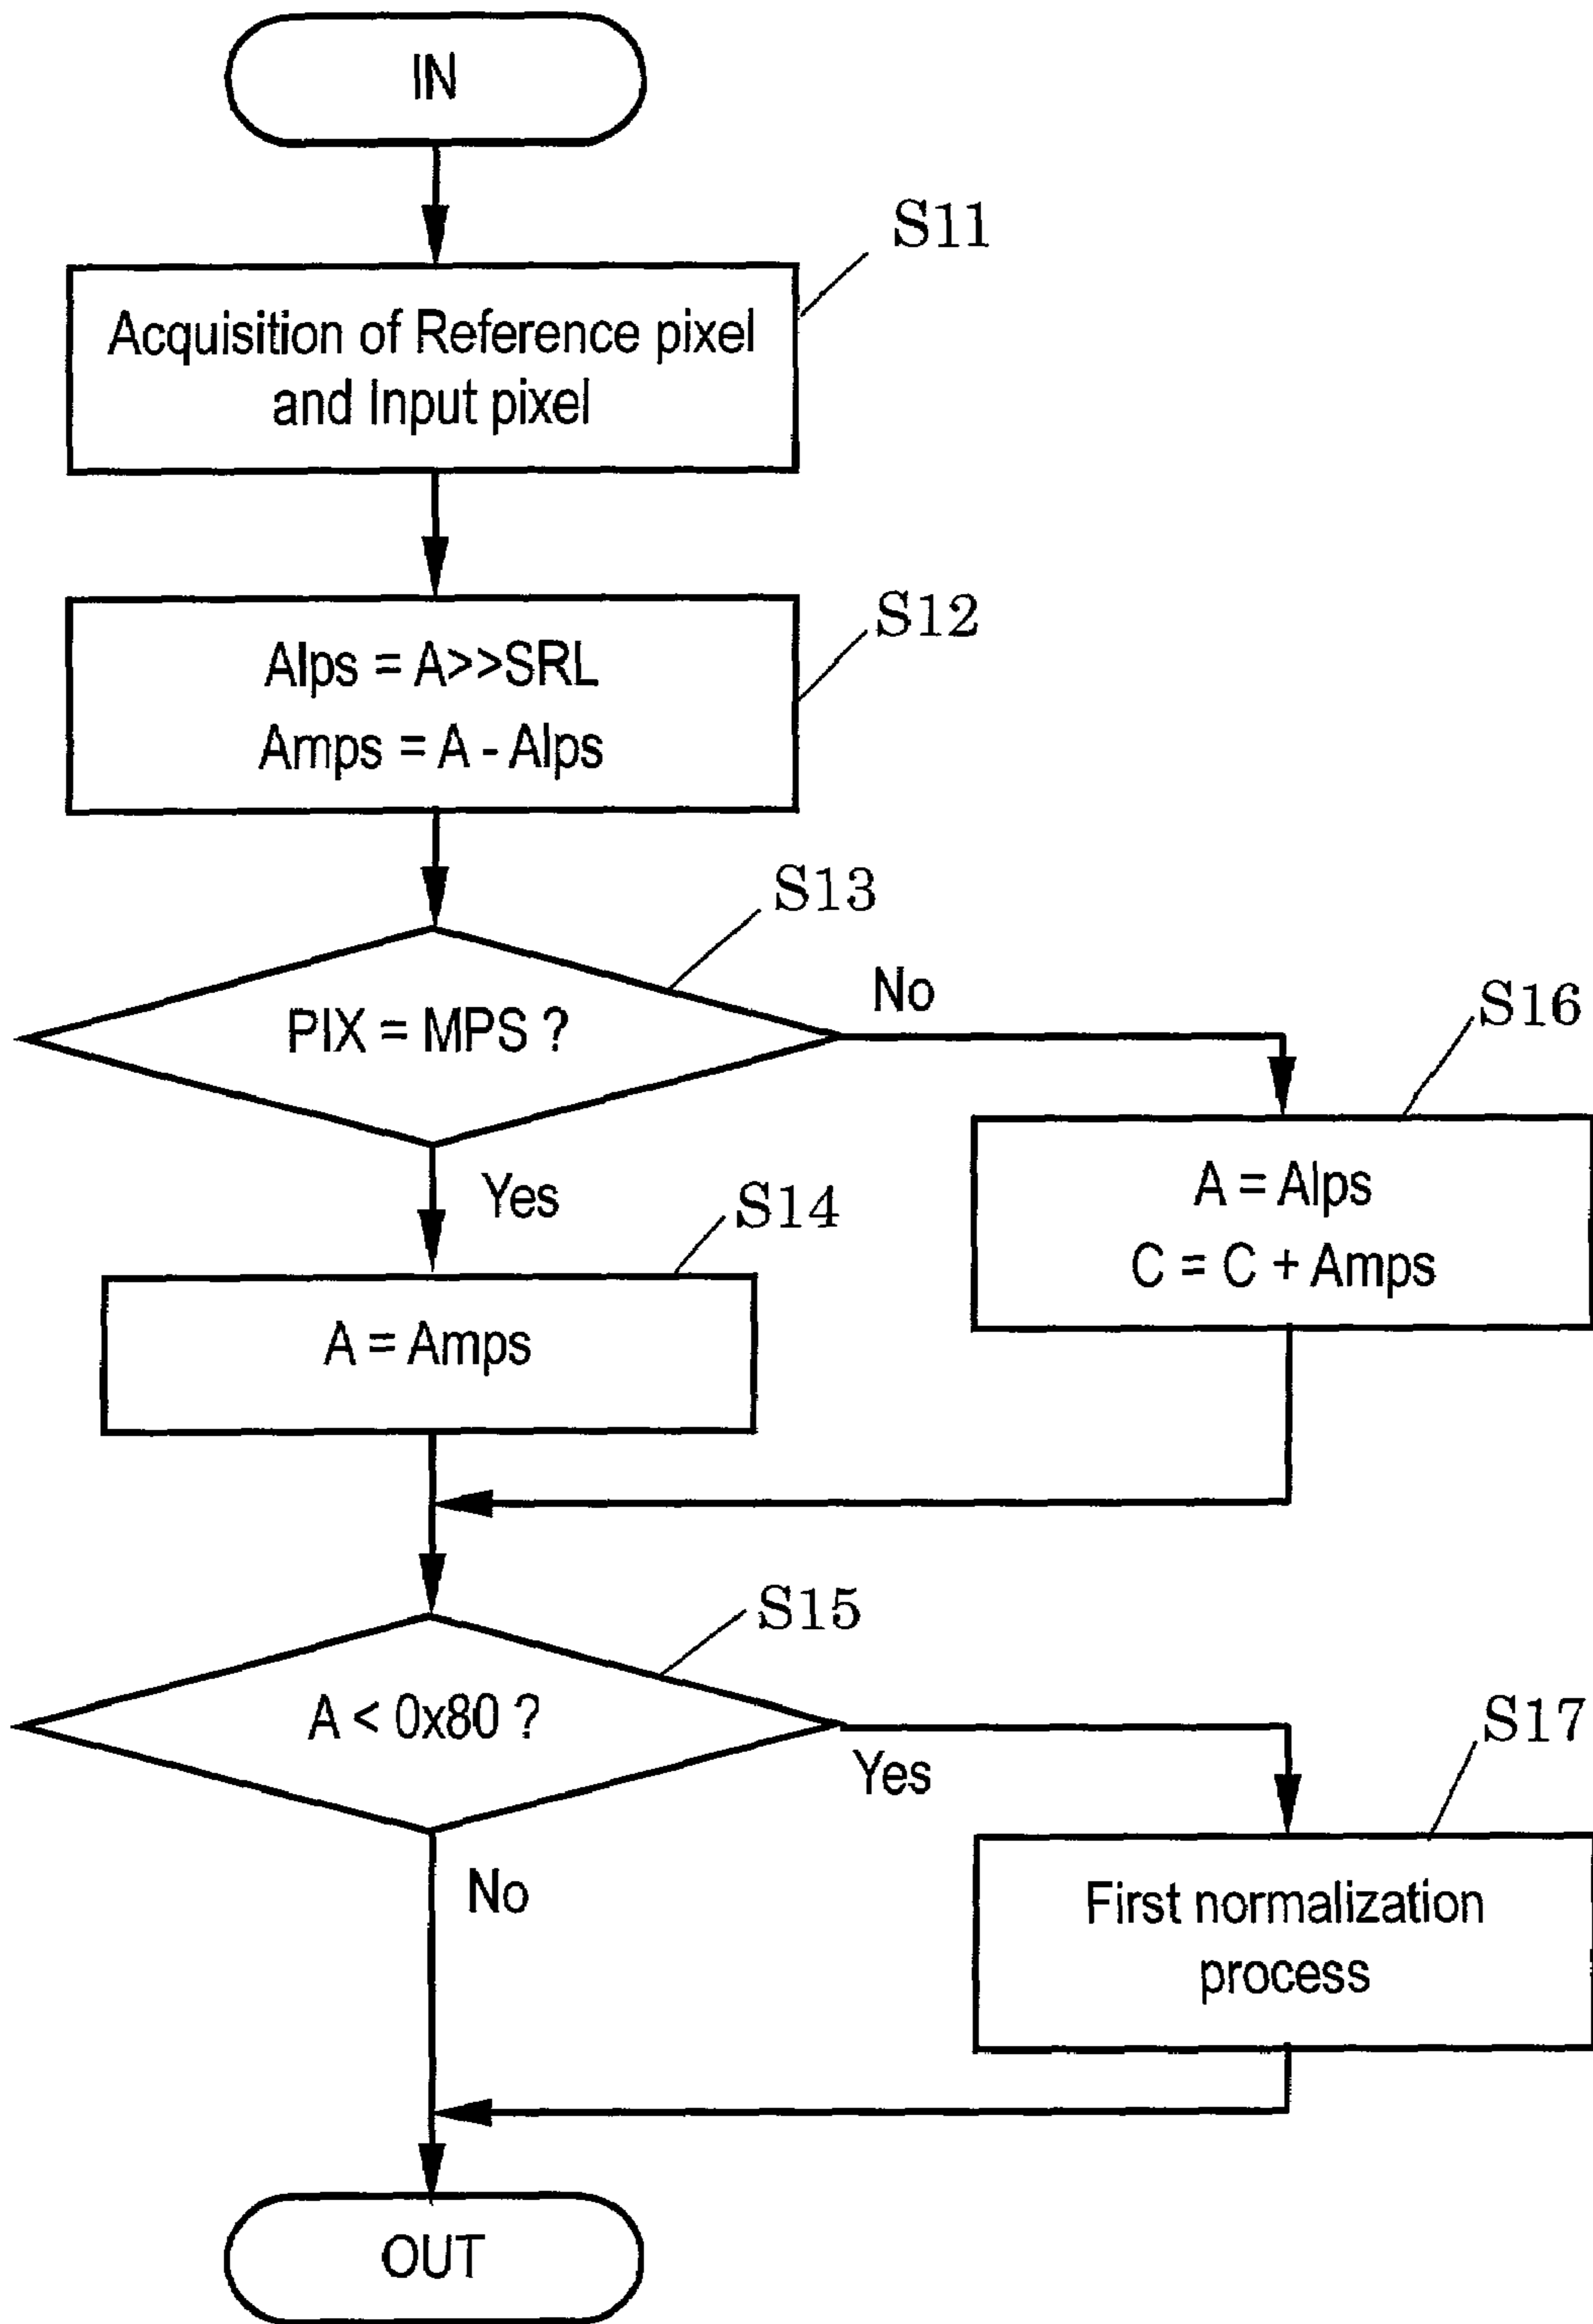 IN
S11
Acquisition of Reference pixel
and Input pixel
S12
Alps = A>>SRL
Amps = A - Alps
S13
PIX = MPS ?
No
S16
Yes
A = Alps
C = C + Amps
S14
A = Amps
S15
A < 0x80 ?
Yes
S17
No
First normalization
process
OUT